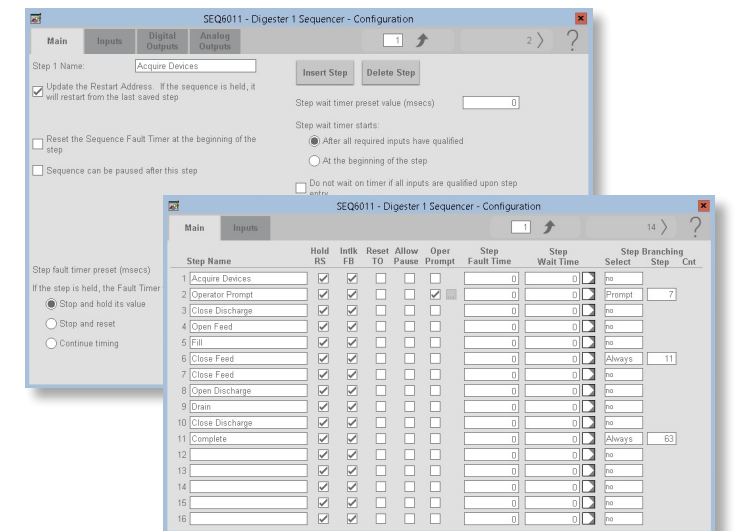 SEQ6011 - Digester 1 Sequencer - Configuration
Main Inputs Digital Outputs Analog Outputs 1 2 ?
Step 1 Name: Acquire Devices
Insert Step Delete Step
Update the Restart Address. If the sequence is held, it
will restart from the last saved step
Step wait timer preset value (msecs) 0
Step wait timer starts:
Reset the Sequence Fault Timer at the beginning of the
step
After all required inputs have qualified
Sequence can be paused after this step
At the beginning of the step
Do not wait on timer if all inputs are qualified upon step
entry
Step fault timer preset (msecs)
If the step is held, the Fault Timer
Stop and hold its value
Stop and reset
Continue timing
SEQ6011 - Digester 1 Sequencer - Configuration
Main Inputs 1 14 ?
Step Name Hold RS Intlk FB Reset TO Allow Pause Oper Prompt Step Fault Time Step Wait Time Step Branching Select Step Cnt
1 Acquire Devices 0 0 no
2 Operator Prompt 0 0 Prompt 7
3 Close Discharge 0 0 no
4 Open Feed 0 0 no
5 Fill 0 0 no
6 Close Feed 0 0 Always 11
7 Close Feed 0 0 no
8 Open Discharge 0 0 no
9 Drain 0 0 no
10 Close Discharge 0 0 no
11 Complete 0 0 Always 63
12 0 0 no
13 0 0 no
14 0 0 no
15 0 0 no
16 0 0 no